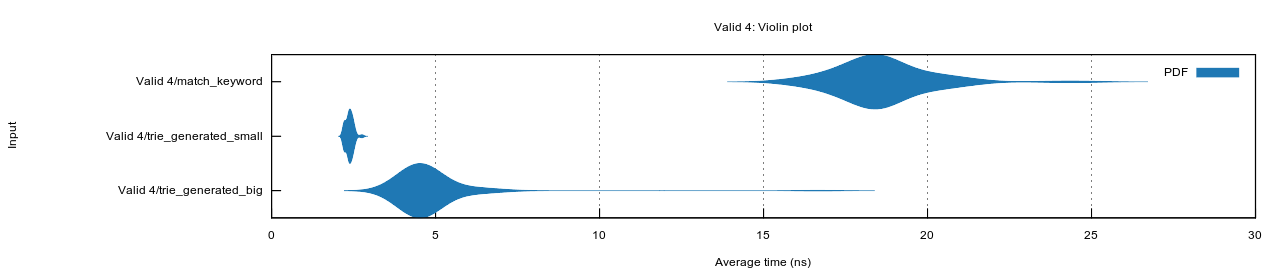 Valid 4: Violin plot
Valid 4/match_keyword
PDF
Valid 4/trie_generated_small
Input
Valid 4/trie_generated_big
0 5 10 15 20 25 30
Average time (ns)